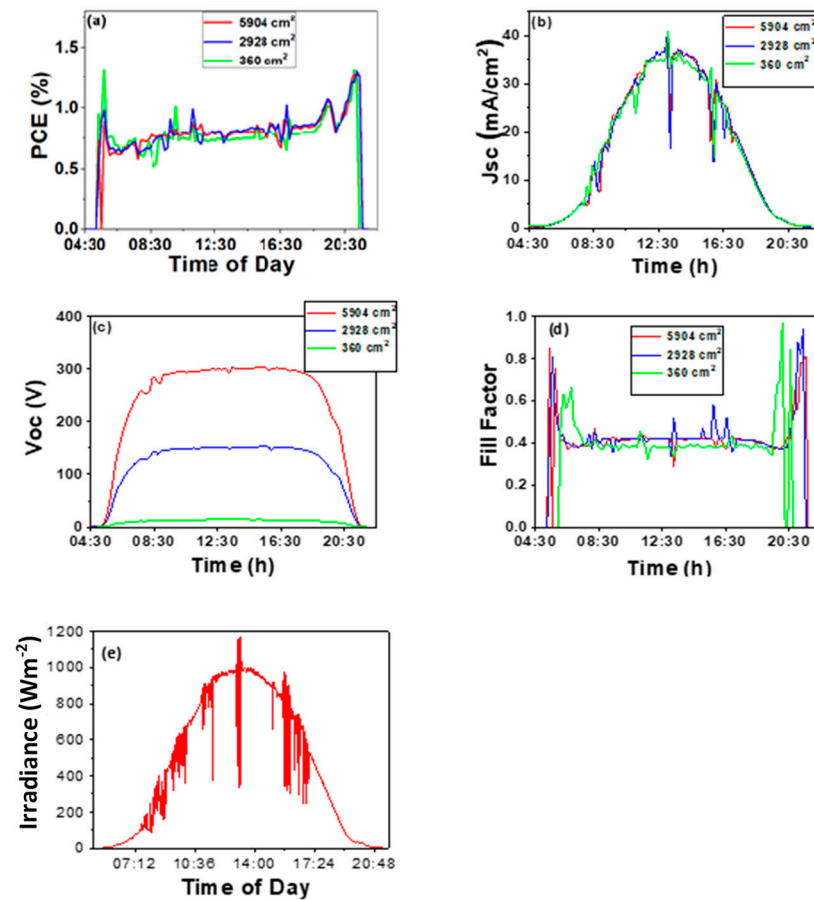 (a)
5904 cm²
2928 cm²
360 cm²
1.5
1.0
0.5
0.0
PCE (%)
04:30 08:30 12:30 16:30 20:30
Time of Day
(b)
5904 cm²
2928 cm²
360 cm²
40
30
20
10
0
Jsc (mA/cm²)
04:30 08:30 12:30 16:30 20:30
Time (h)
(c)
5904 cm²
2928 cm²
360 cm²
400
300
200
100
0
Voc (V)
04:30 08:30 12:30 16:30 20:30
Time (h)
(d)
5904 cm²
2928 cm²
360 cm²
1.0
0.8
0.6
0.4
0.2
0.0
Fill Factor
04:30 08:30 12:30 16:30 20:30
Time (h)
(e)
1200
1000
800
600
400
200
0
Irradiance (Wm⁻²)
07:12 10:36 14:00 17:24 20:48
Time of Day